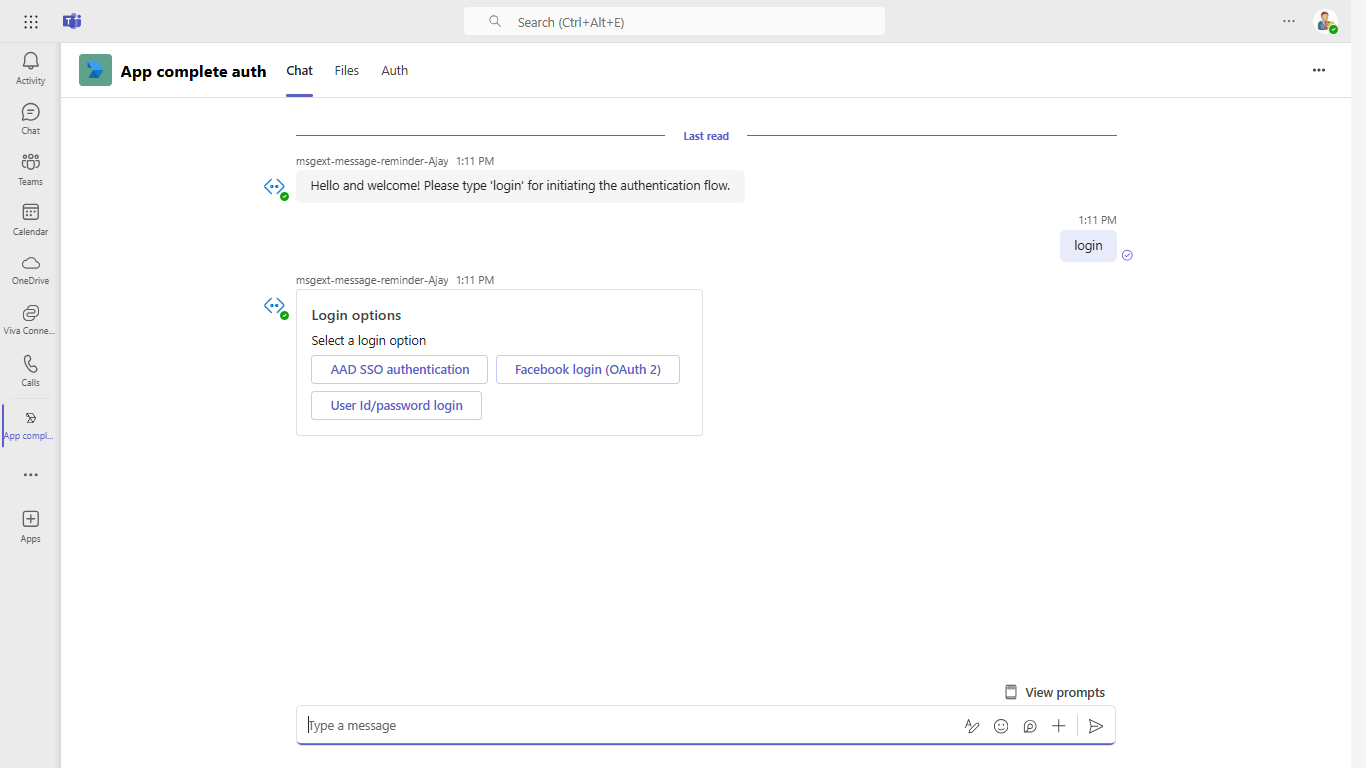 Search (Ctrl+Alt+E)
Activity
Chat
Teams
Calendar
OneDrive
Viva Conne...
Calls
App compl...
Apps
App complete auth Chat Files Auth
Last read
msgext-message-reminder-Ajay 1:11 PM
Hello and welcome! Please type 'login' for initiating the authentication flow.
1:11 PM
login
msgext-message-reminder-Ajay 1:11 PM
Login options
Select a login option
AAD SSO authentication Facebook login (OAuth 2)
User Id/password login
View prompts
Type a message